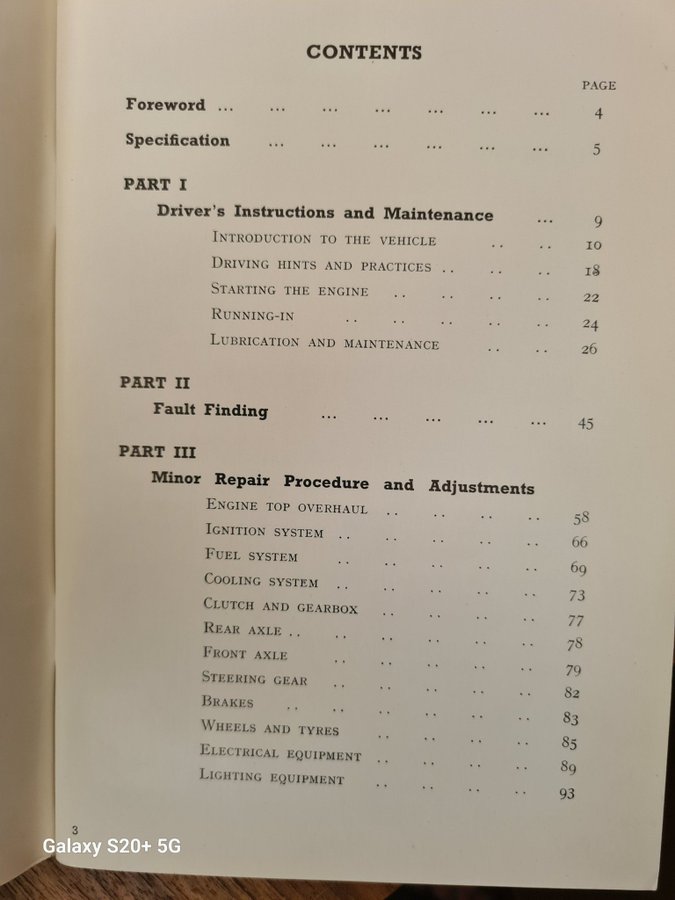 CONTENTS
PAGE
Foreword ... ... ... ... ... ... ... 4
Specification ... ... ... ... ... ... 5
PART I
Driver's Instructions and Maintenance ... 9
INTRODUCTION TO THE VEHICLE .. .. 10
DRIVING HINTS AND PRACTICES .. .. .. 18
STARTING THE ENGINE .. .. .. .. 22
RUNNING-IN .. .. .. .. .. 24
LUBRICATION AND MAINTENANCE .. .. 26
PART II
Fault Finding ... ... ... ... ... 45
PART III
Minor Repair Procedure and Adjustments
ENGINE TOP OVERHAUL .. .. .. .. 58
IGNITION SYSTEM .. .. .. .. .. 66
FUEL SYSTEM .. .. .. .. .. 69
COOLING SYSTEM .. .. .. .. .. 73
CLUTCH AND GEARBOX .. .. .. .. 77
REAR AXLE .. .. .. .. .. .. 78
FRONT AXLE .. .. .. .. .. 79
STEERING GEAR .. .. .. .. .. 82
BRAKES .. .. .. .. .. .. 83
WHEELS AND TYRES .. .. .. .. 85
ELECTRICAL EQUIPMENT .. .. .. .. 89
LIGHTING EQUIPMENT .. .. .. .. 93
3
Galaxy S20+ 5G